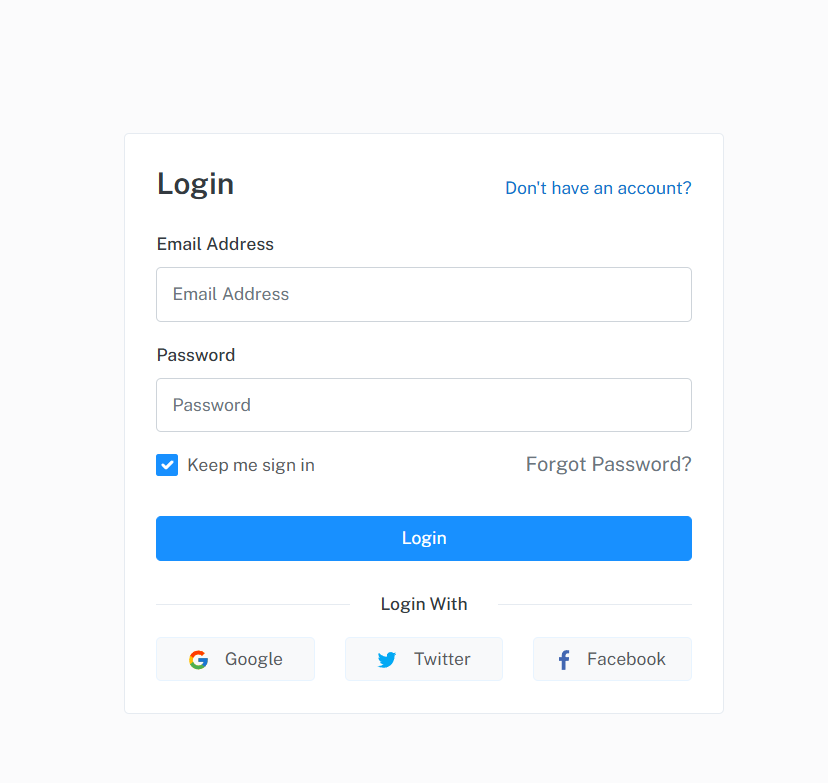 Login
Don't have an account?
Email Address
Email Address
Password
Password
Keep me sign in
Forgot Password?
Login
Login With
Google
Twitter
Facebook